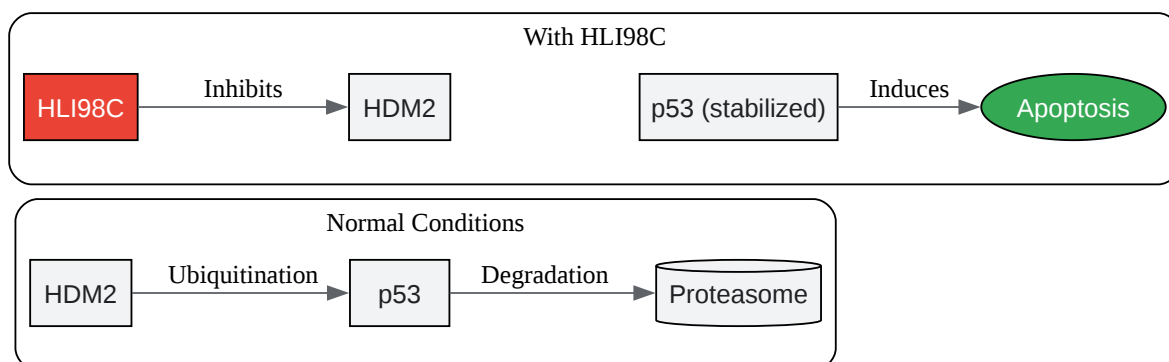 With HLI98C
HLI98C
Inhibits
HDM2
p53 (stabilized)
Induces
Apoptosis
Normal Conditions
HDM2
Ubiquitination
p53
Degradation
Proteasome